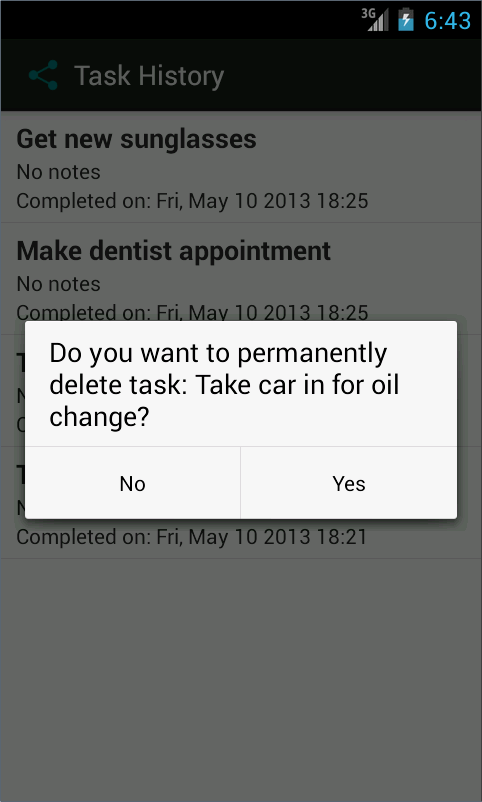 3G 6:43
Task History
Get new sunglasses
No notes
Completed on: Fri, May 10 2013 18:25
Make dentist appointment
No notes
Completed on: Fri, May 10 2013 18:25
Do you want to permanently
delete task: Take car in for oil
change?
No Yes
Completed on: Fri, May 10 2013 18:21